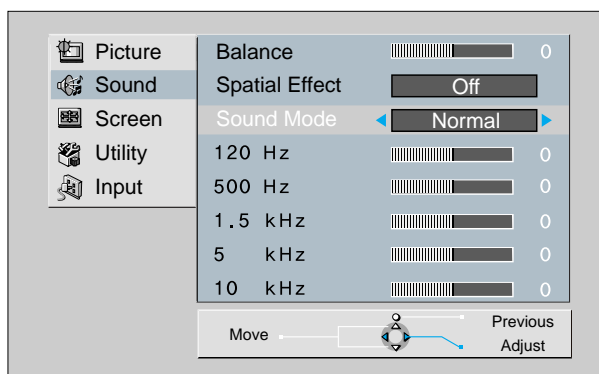 Picture
Sound
Screen
Utility
Input
Balance 0
Spatial Effect Off
Sound Mode Normal
120 Hz 0
500 Hz 0
1.5 kHz 0
5 kHz 0
10 kHz 0
Move
Previous
Adjust